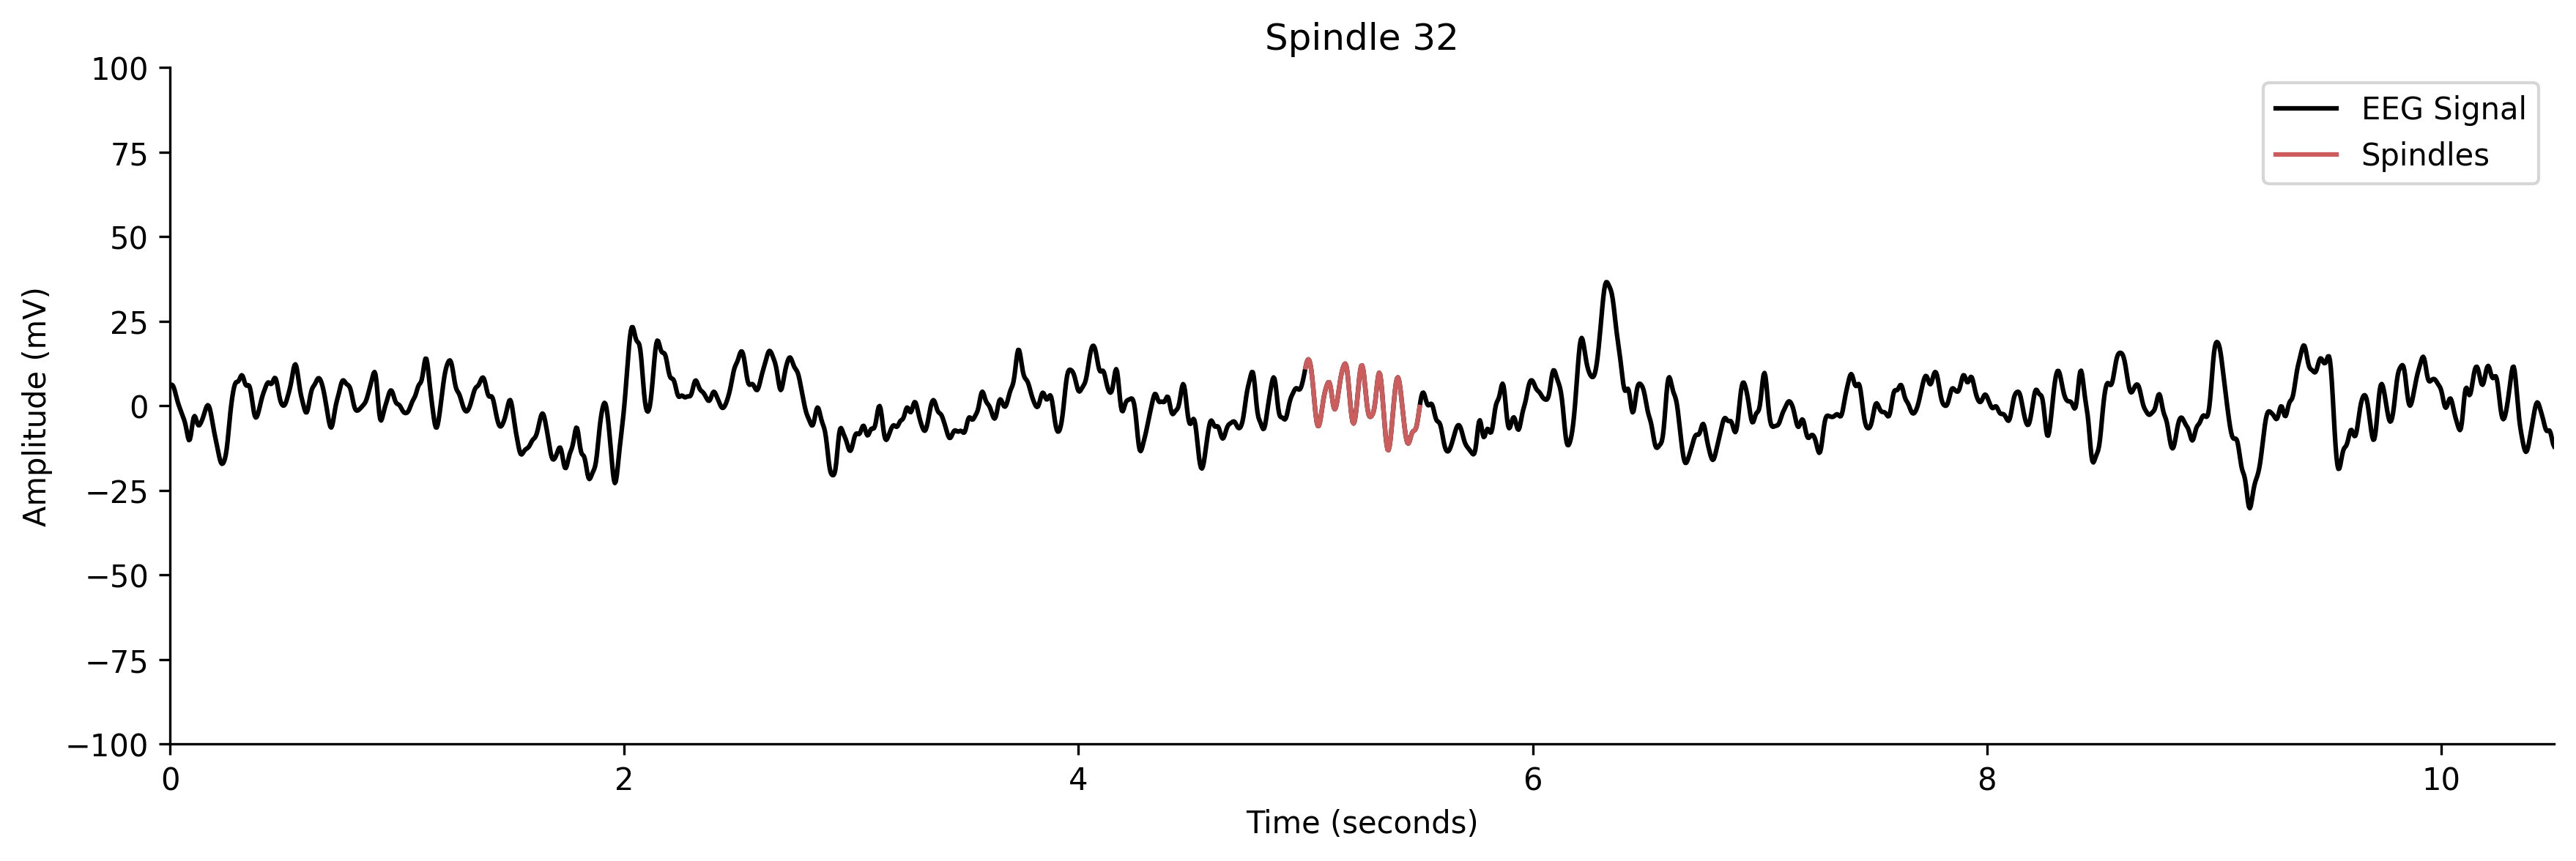 Spindle 32
100
75
50
25
0
−25
−50
−75
−100
Amplitude (mV)
EEG Signal
Spindles
0 2 4 6 8 10
Time (seconds)